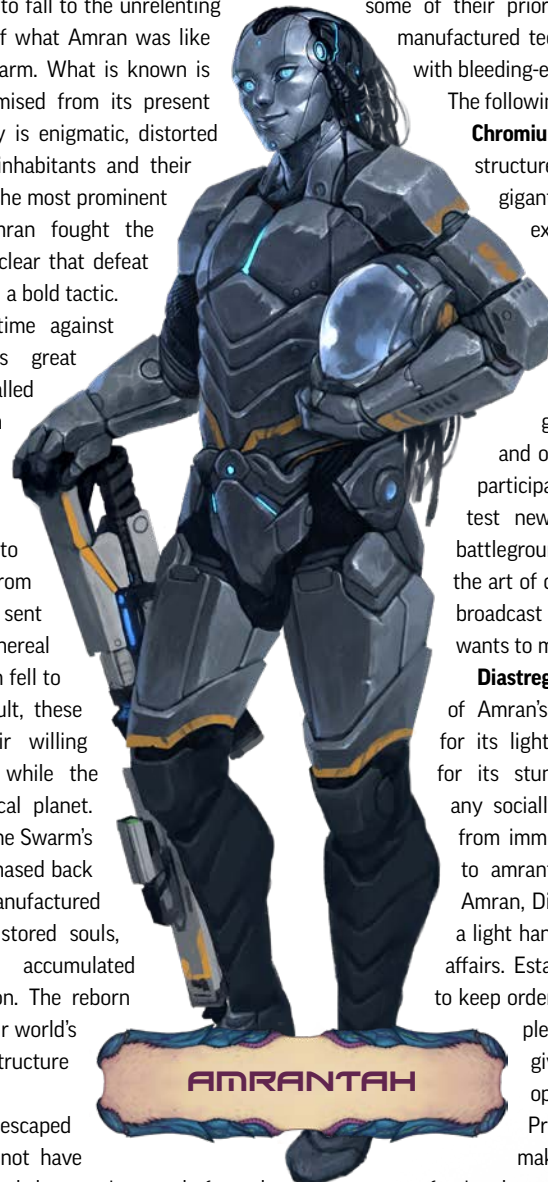 to fall to the unrelenting
of what Amran was like
arm. What is known is
mised from its present
y is enigmatic, distorted
inhabitants and their
he most prominent
nran fought the
clear that defeat
a bold tactic.
time against
s great
alled
to
rom
sent
hereal
n fell to
ult, these
ir willing
while the
cal planet.
he Swarm's
hased back
anufactured
stored souls,
accumulated
on. The reborn
r world's
tructure
escaped
not have
some of their prior
manufactured tec
with bleeding-e
The followin
Chromiu
structure
gigant
ex
g
and o
participa
test new
battlegroun
the art of c
broadcast
wants to m
Diastreg
of Amran's
for its light
for its stur
any sociall
from imm
to amrant
Amran, Di
a light han
affairs. Esta
to keep order
ple
giv
op
Pr
mak
AMRANTAH